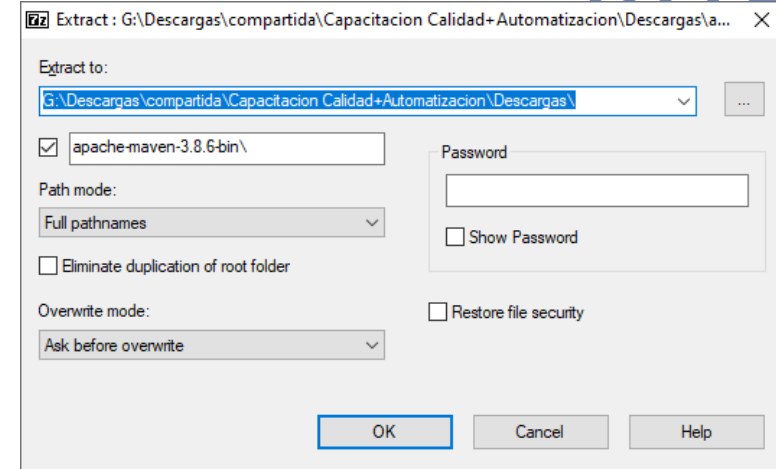 7z Extract : G:\Descargas\compartida\Capacitacion Calidad+Automatizacion\Descargas\a...
Extract to:
G:\Descargas\compartida\Capacitacion Calidad+Automatizacion\Descargas\
...
apache-maven-3.8.6-bin\
Password
Path mode:
Full pathnames
Show Password
Eliminate duplication of root folder
Overwrite mode:
Restore file security
Ask before overwrite
OK
Cancel
Help